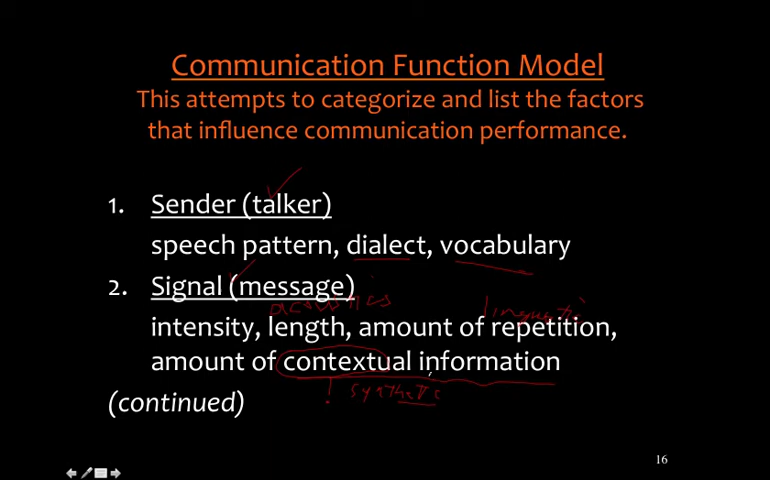 Communication Function Model
This attempts to categorize and list the factors
that influence communication performance.
1. Sender (talker)
speech pattern, dialect, vocabulary
2. Signal (message)
acoustics
linguistic
intensity, length, amount of repetition,
amount of contextual information
! synthetic
(continued)
16